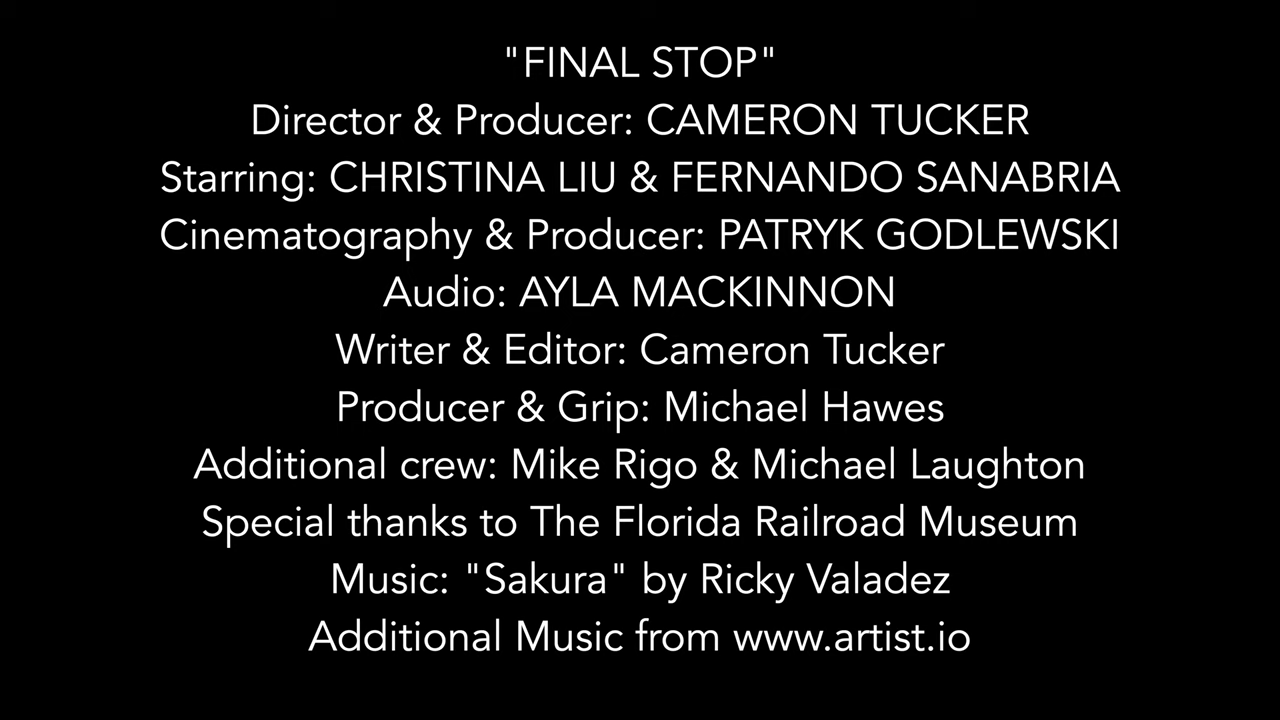 "FINAL STOP"
Director & Producer: CAMERON TUCKER
Starring: CHRISTINA LIU & FERNANDO SANABRIA
Cinematography & Producer: PATRYK GODLEWSKI
Audio: AYLA MACKINNON
Writer & Editor: Cameron Tucker
Producer & Grip: Michael Hawes
Additional crew: Mike Rigo & Michael Laughton
Special thanks to The Florida Railroad Museum
Music: "Sakura" by Ricky Valadez
Additional Music from www.artist.io